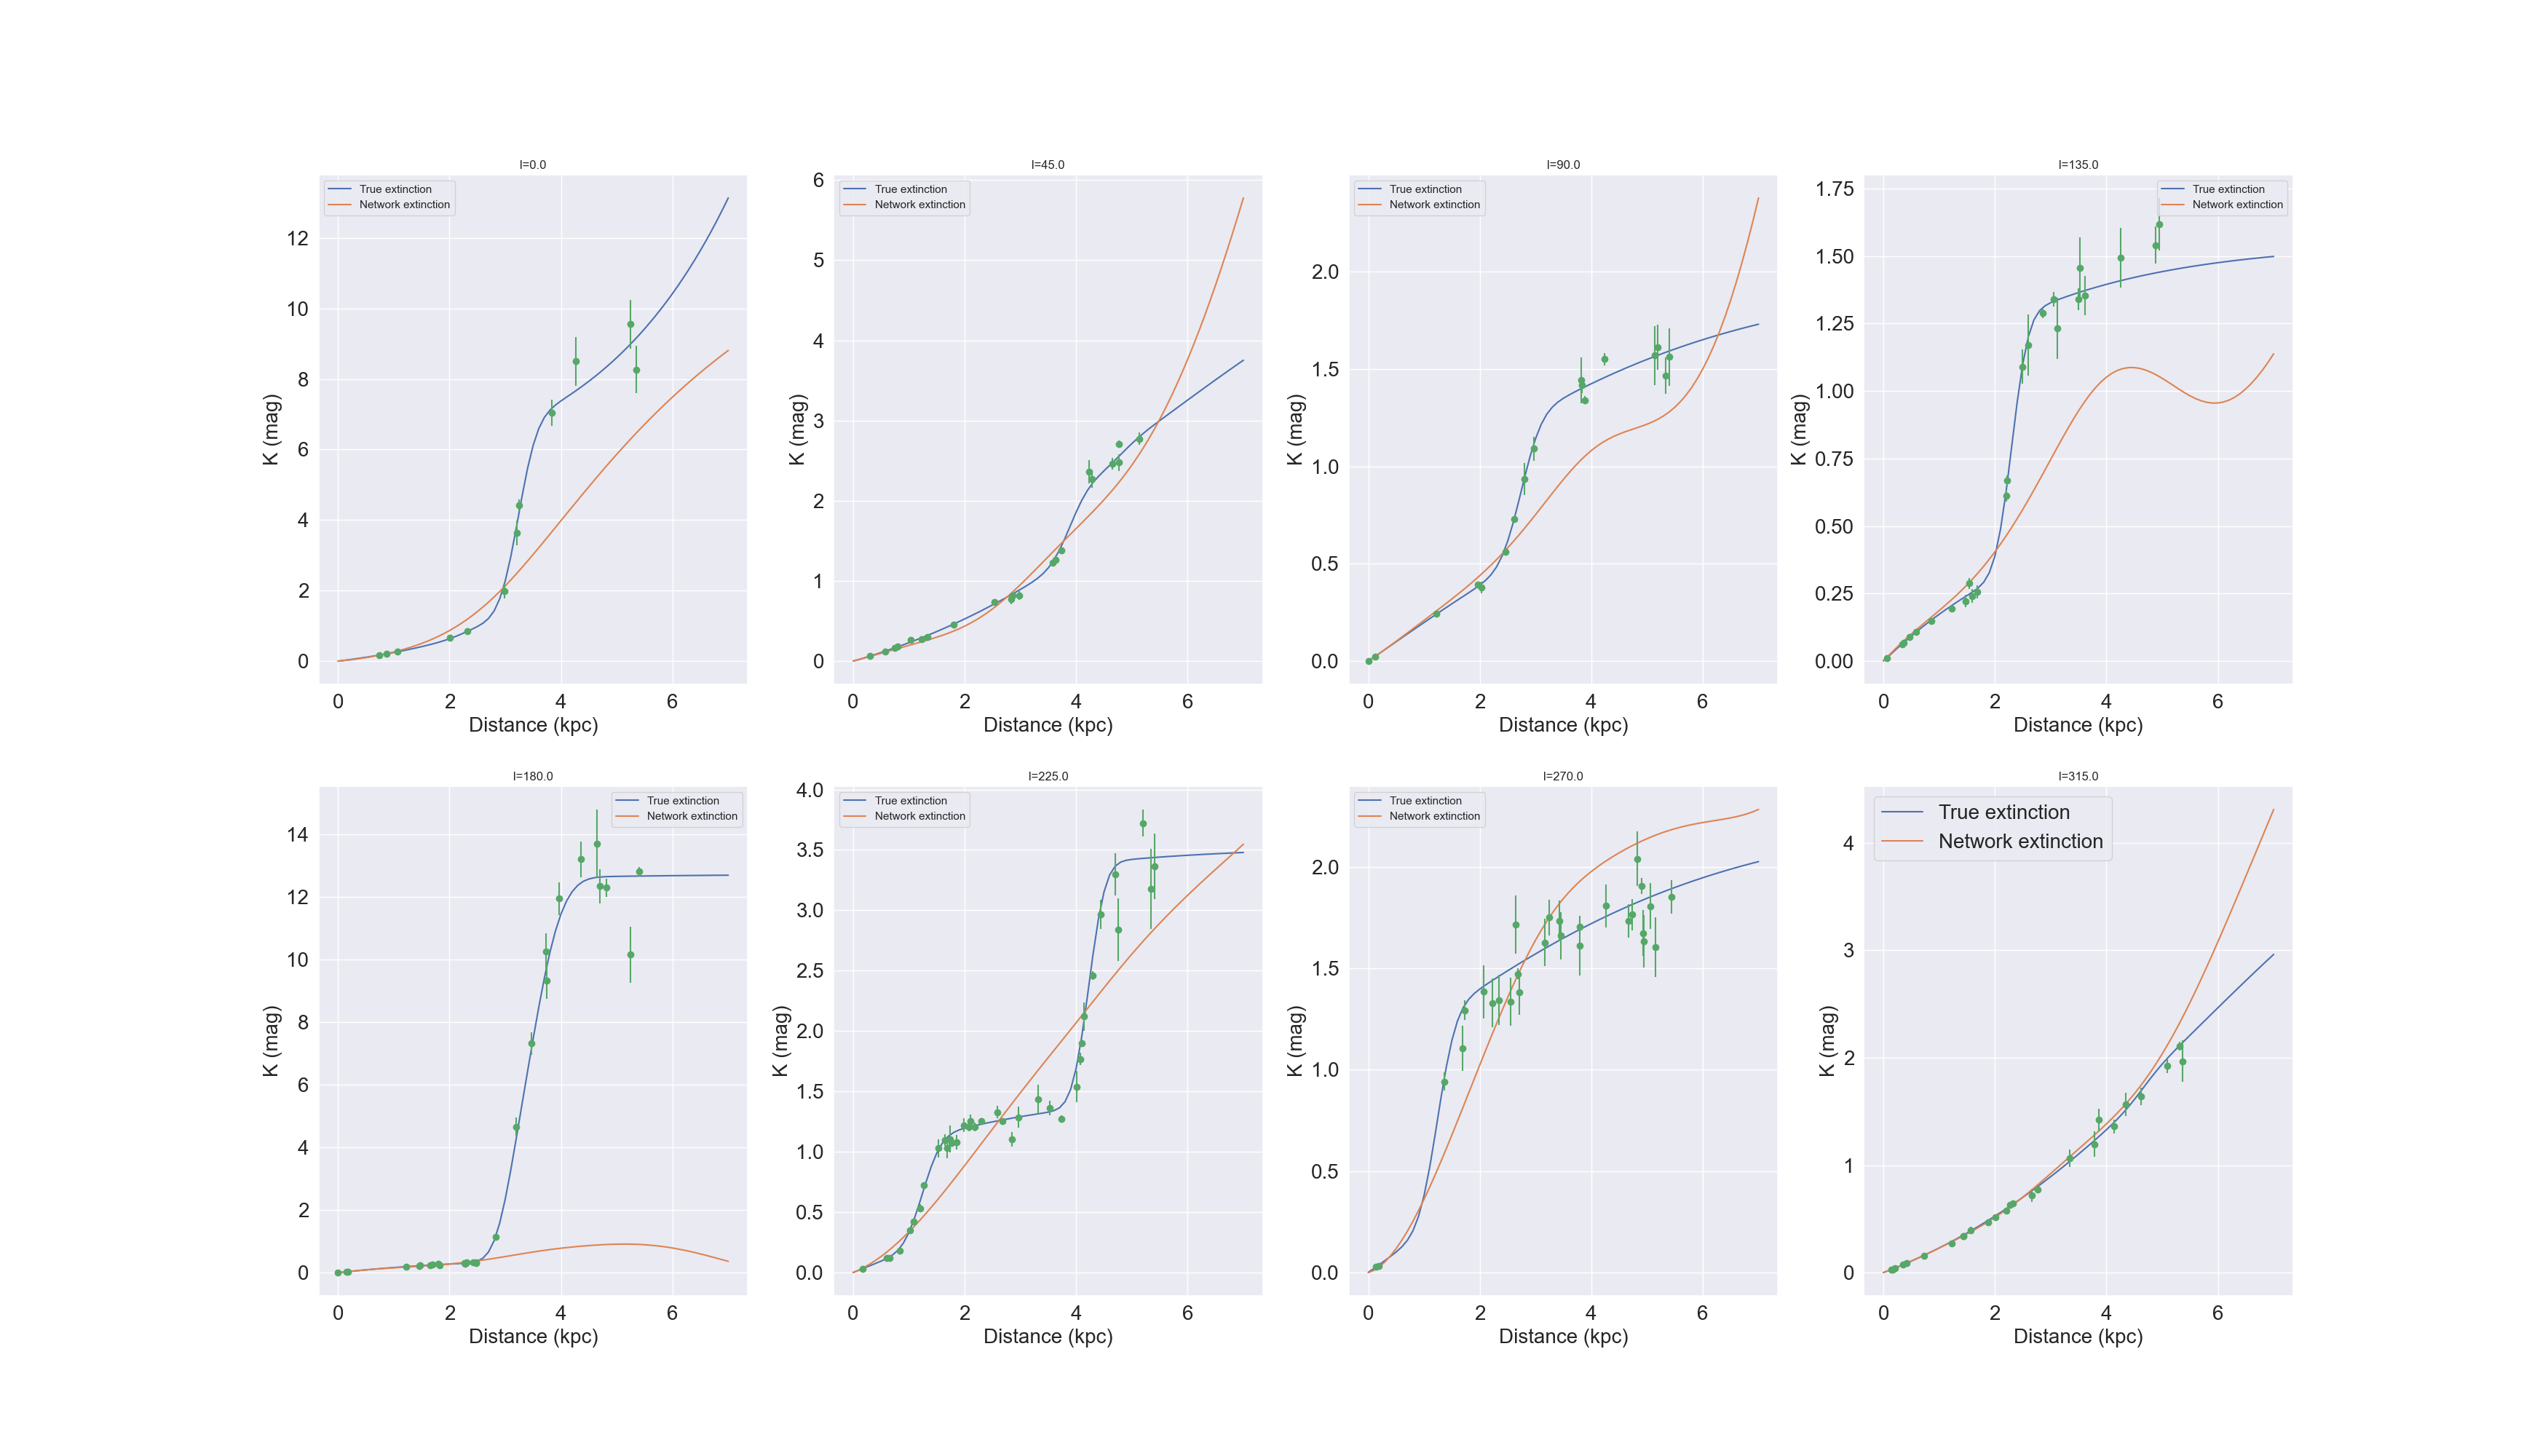 l=0.0
True extinction
Network extinction
12
10
8
6
4
2
0
K (mag)
0 2 4 6
Distance (kpc)
l=45.0
True extinction
Network extinction
6
5
4
3
2
1
0
K (mag)
0 2 4 6
Distance (kpc)
l=90.0
True extinction
Network extinction
2.0
1.5
1.0
0.5
0.0
K (mag)
0 2 4 6
Distance (kpc)
l=135.0
True extinction
Network extinction
1.75
1.50
1.25
1.00
0.75
0.50
0.25
0.00
K (mag)
0 2 4 6
Distance (kpc)
l=180.0
True extinction
Network extinction
14
12
10
8
6
4
2
0
K (mag)
0 2 4 6
Distance (kpc)
l=225.0
True extinction
Network extinction
4.0
3.5
3.0
2.5
2.0
1.5
1.0
0.5
0.0
K (mag)
0 2 4 6
Distance (kpc)
l=270.0
True extinction
Network extinction
2.0
1.5
1.0
0.5
0.0
K (mag)
0 2 4 6
Distance (kpc)
l=315.0
True extinction
Network extinction
4
3
2
1
0
K (mag)
0 2 4 6
Distance (kpc)